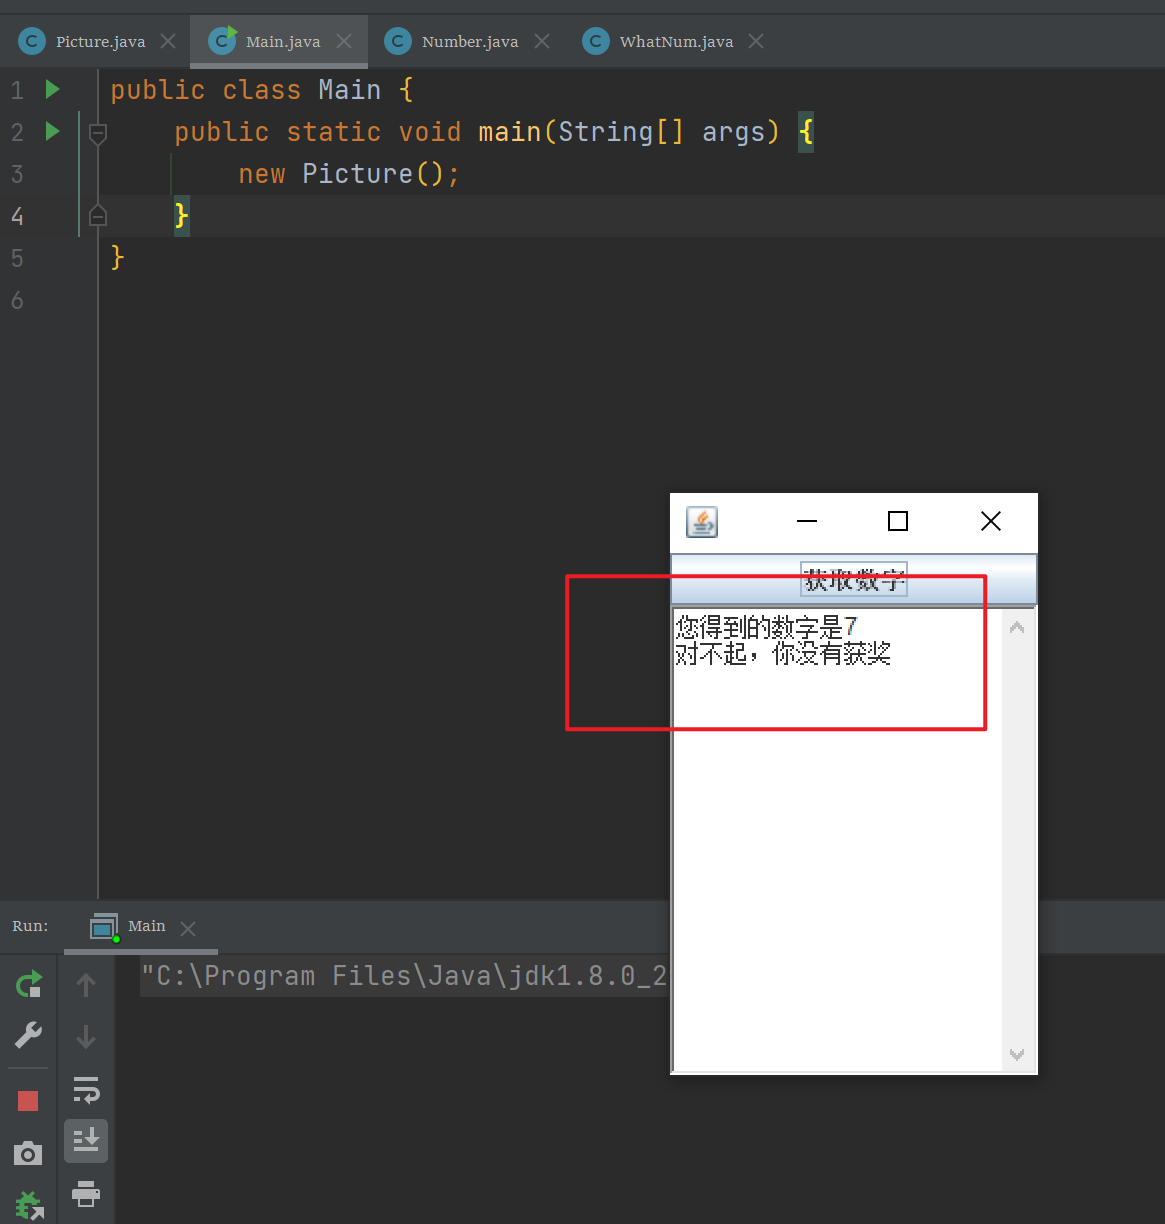 Picture.java
Main.java
Number.java
WhatNum.java
1 public class Main {
2 public static void main(String[] args) {
3 new Picture();
4 }
5 }
6
获取数字
您得到的数字是7
对不起，你没有获奖
Run:
Main
"C:\Program Files\Java\jdk1.8.0_2